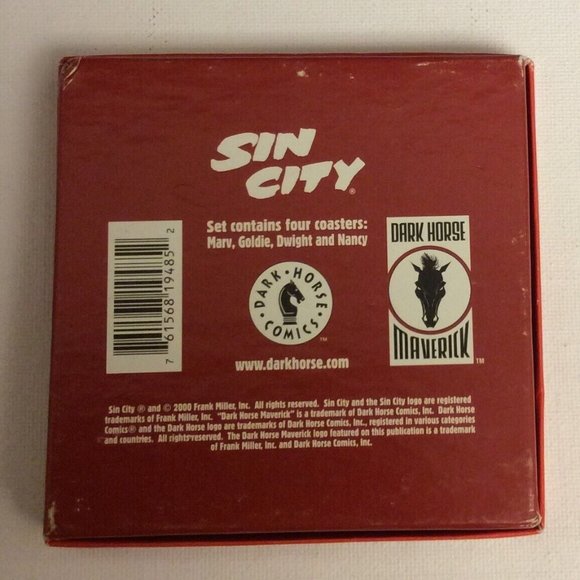 SIN
CITY®
Set contains four coasters:
Marv, Goldie, Dwight and Nancy
7 61568 19485 2
DARK · HORSE · COMICS · ™
DARK HORSE
MAVERICK ™
www.darkhorse.com
Sin City ® and © 2000 Frank Miller, Inc. All rights reserved. Sin City and the Sin City logo are registered
trademarks of Frank Miller, Inc. "Dark Horse Maverick" is a trademark of Dark Horse Comics, Inc. Dark Horse
Comics® and the Dark Horse logo are trademarks of Dark Horse Comics, Inc., registered in various categories
and countries. All rights reserved. The Dark Horse Maverick logo featured on this publication is a trademark
of Frank Miller, Inc. and Dark Horse Comics, Inc.